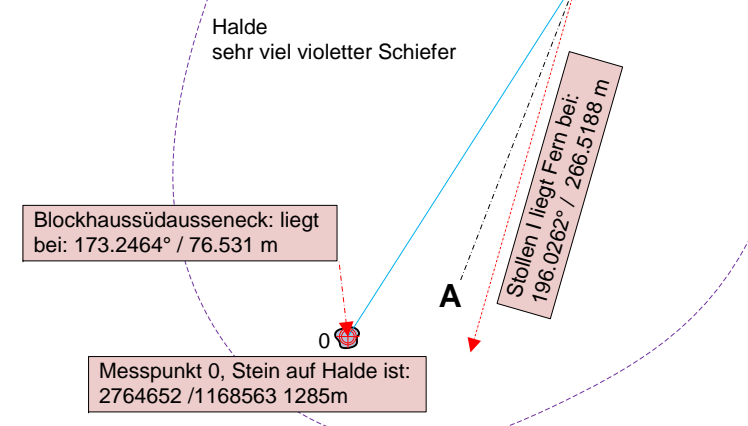 Halde
sehr viel violetter Schiefer
Stollen I liegt Fern bei:
196.0262° / 266.5188 m
Blockhaussüdausseneck: liegt
bei: 173.2464° / 76.531 m
A
0
Messpunkt 0, Stein auf Halde ist:
2764652 /1168563 1285m